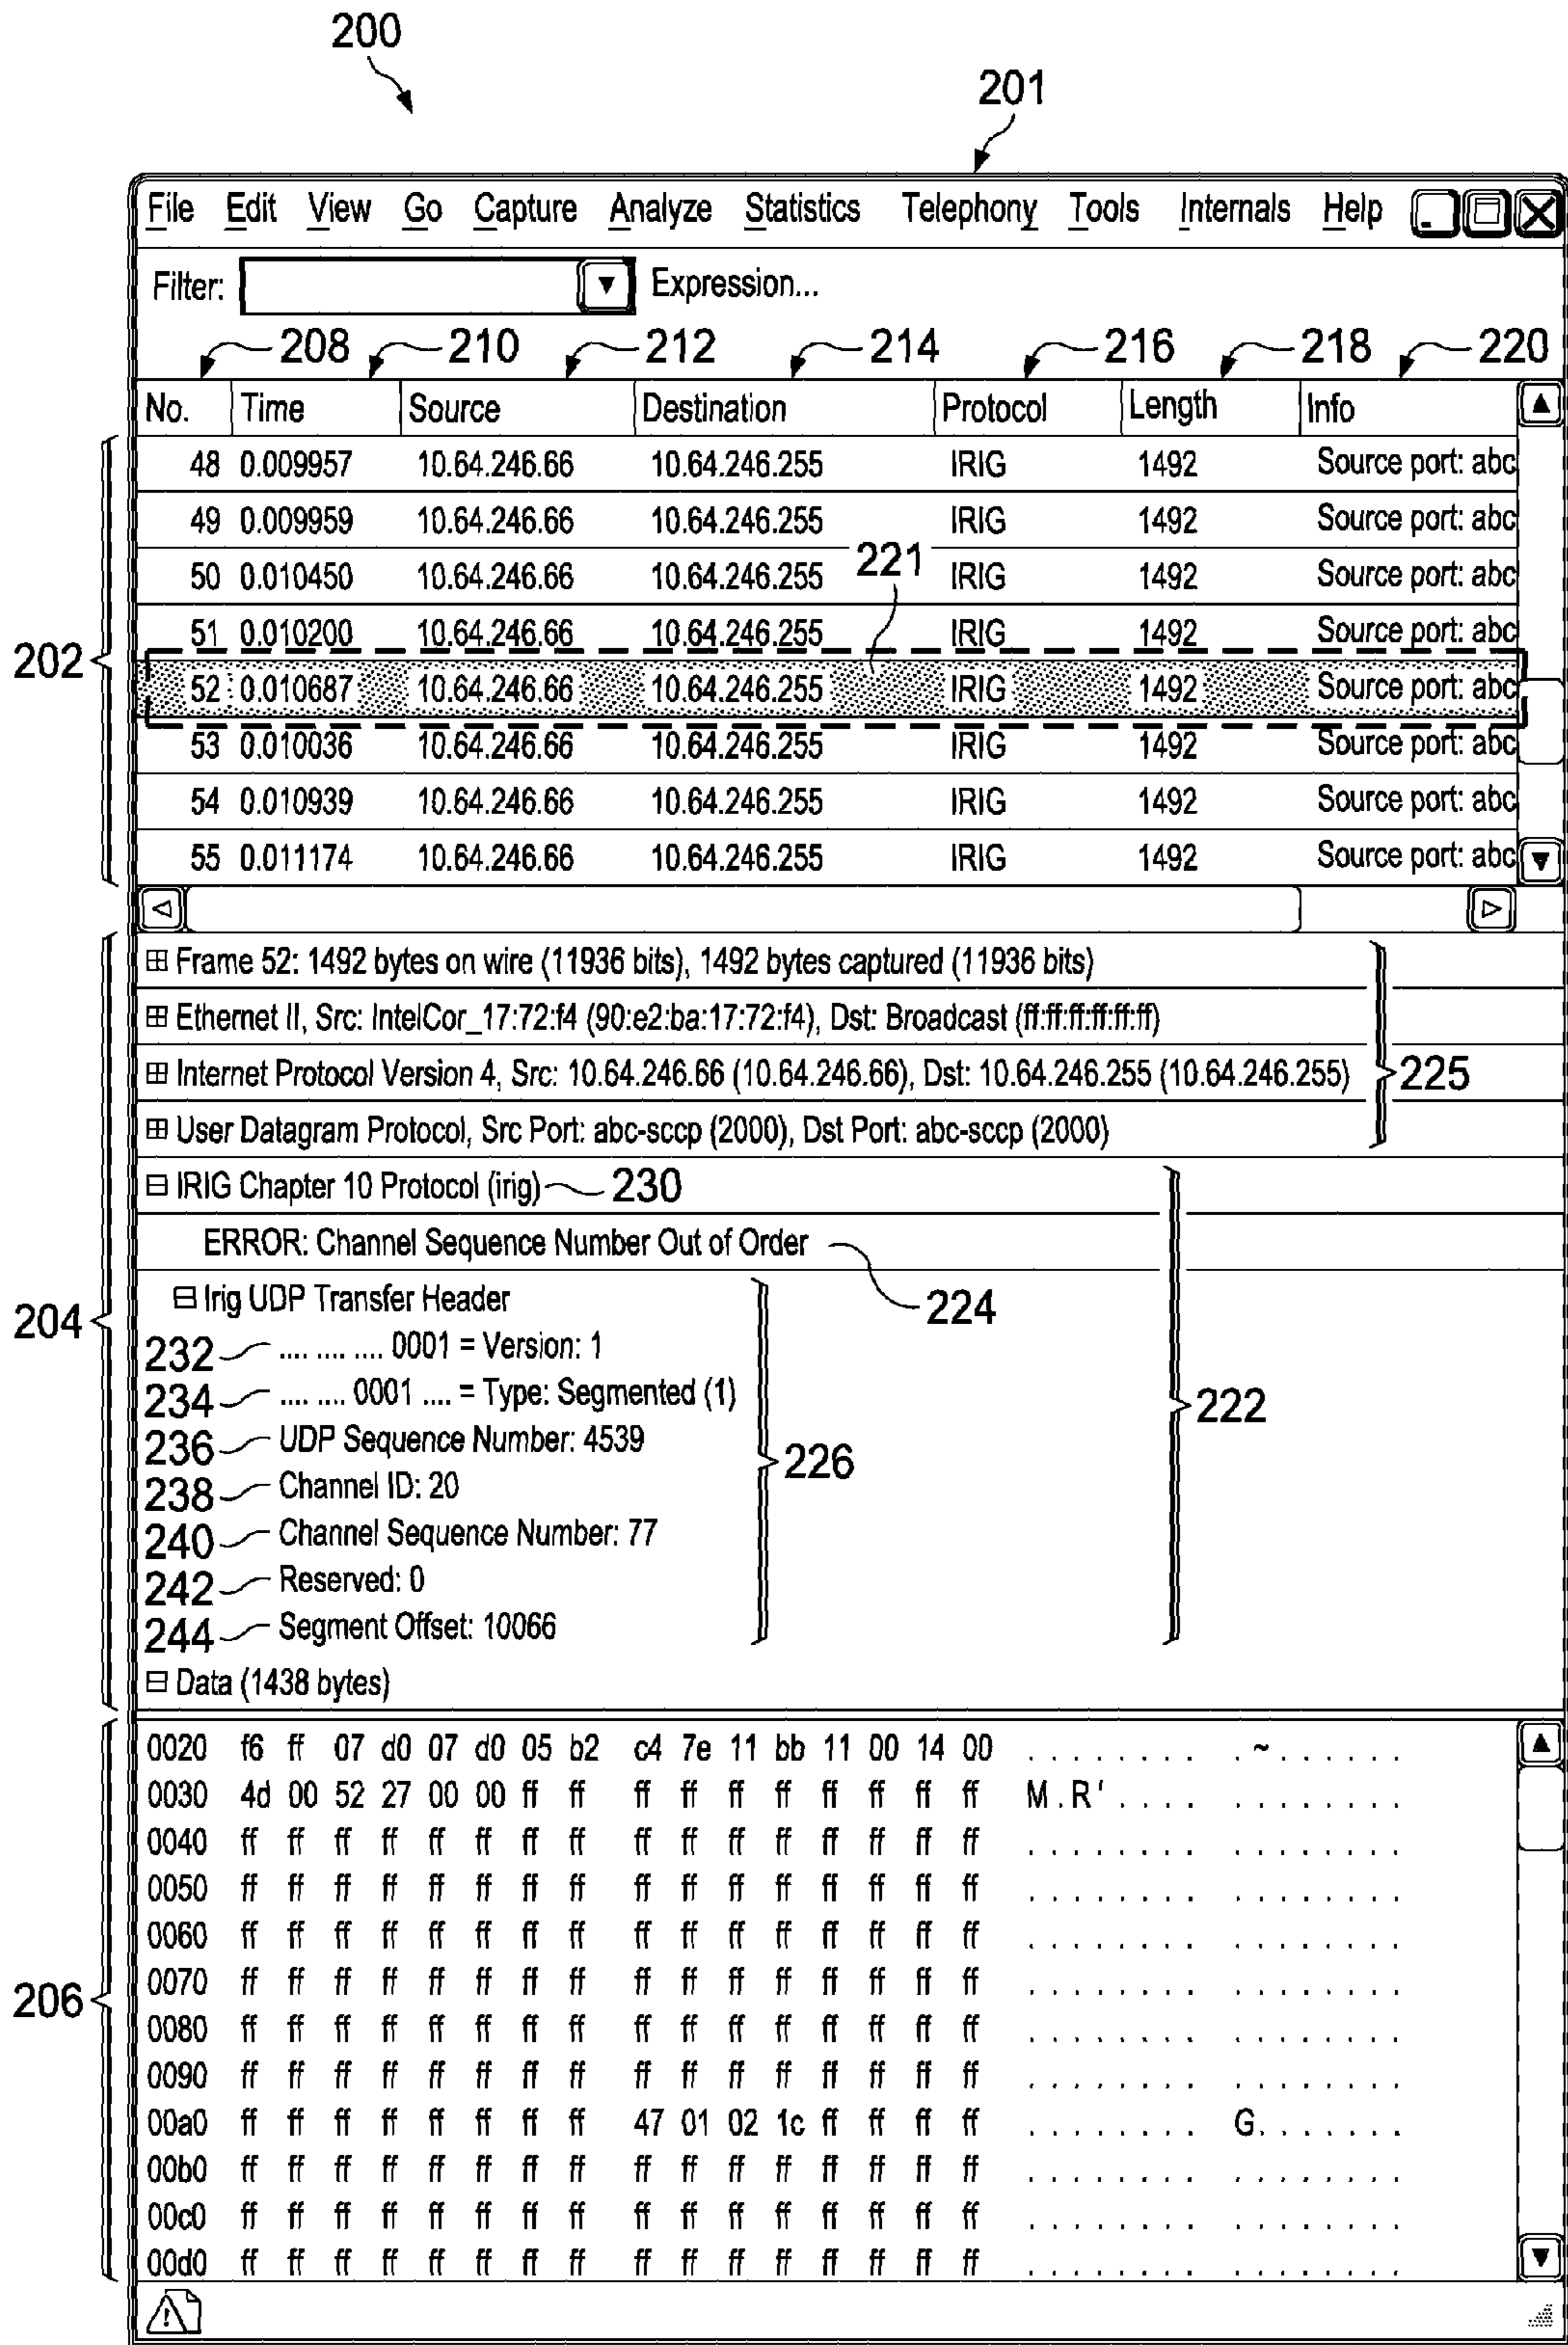 200
201
File Edit View Go Capture Analyze Statistics Telephony Tools Internals Help
Filter: Expression...
208 210 212 214 216 218 220
No. Time Source Destination Protocol Length Info
48 0.009957 10.64.246.66 10.64.246.255 IRIG 1492 Source port: abc
49 0.009959 10.64.246.66 10.64.246.255 IRIG 1492 Source port: abc
221
50 0.010450 10.64.246.66 10.64.246.255 IRIG 1492 Source port: abc
51 0.010200 10.64.246.66 10.64.246.255 IRIG 1492 Source port: abc
202
52 0.010687 10.64.246.66 10.64.246.255 IRIG 1492 Source port: abc
53 0.010036 10.64.246.66 10.64.246.255 IRIG 1492 Source port: abc
54 0.010939 10.64.246.66 10.64.246.255 IRIG 1492 Source port: abc
55 0.011174 10.64.246.66 10.64.246.255 IRIG 1492 Source port: abc
Frame 52: 1492 bytes on wire (11936 bits), 1492 bytes captured (11936 bits)
Ethernet II, Src: IntelCor_17:72:f4 (90:e2:ba:17:72:f4), Dst: Broadcast (ff:ff:ff:ff:ff:ff)
Internet Protocol Version 4, Src: 10.64.246.66 (10.64.246.66), Dst: 10.64.246.255 (10.64.246.255) 225
User Datagram Protocol, Src Port: abc-sccp (2000), Dst Port: abc-sccp (2000)
IRIG Chapter 10 Protocol (irig) 230
ERROR: Channel Sequence Number Out of Order
Irig UDP Transfer Header 224
204
232 .... .... .... 0001 = Version: 1
234 .... .... 0001 .... = Type: Segmented (1)
222
236 UDP Sequence Number: 4539
226
238 Channel ID: 20
240 Channel Sequence Number: 77
242 Reserved: 0
244 Segment Offset: 10066
Data (1438 bytes)
0020 f6 ff 07 d0 07 d0 05 b2 c4 7e 11 bb 11 00 14 00 . . . . . . . . . ~ . . . . . .
0030 4d 00 52 27 00 00 ff ff ff ff ff ff ff ff ff ff M . R ' . . . . . . . . . . . .
0040 ff ff ff ff ff ff ff ff ff ff ff ff ff ff ff ff . . . . . . . . . . . . . . . .
0050 ff ff ff ff ff ff ff ff ff ff ff ff ff ff ff ff . . . . . . . . . . . . . . . .
0060 ff ff ff ff ff ff ff ff ff ff ff ff ff ff ff ff . . . . . . . . . . . . . . . .
0070 ff ff ff ff ff ff ff ff ff ff ff ff ff ff ff ff . . . . . . . . . . . . . . . .
206
0080 ff ff ff ff ff ff ff ff ff ff ff ff ff ff ff ff . . . . . . . . . . . . . . . .
0090 ff ff ff ff ff ff ff ff ff ff ff ff ff ff ff ff . . . . . . . . . . . . . . . .
00a0 ff ff ff ff ff ff ff ff 47 01 02 1c ff ff ff ff . . . . . . . . G . . . . . . .
00b0 ff ff ff ff ff ff ff ff ff ff ff ff ff ff ff ff . . . . . . . . . . . . . . . .
00c0 ff ff ff ff ff ff ff ff ff ff ff ff ff ff ff ff . . . . . . . . . . . . . . . .
00d0 ff ff ff ff ff ff ff ff ff ff ff ff ff ff ff ff . . . . . . . . . . . . . . . .